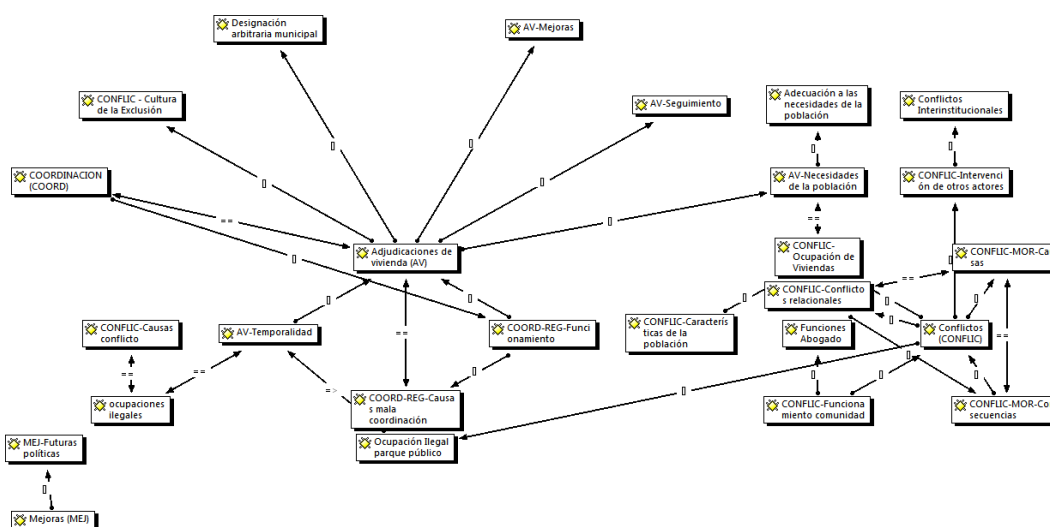 Designación
arbitraria municipal
AV-Mejoras
CONFLIC - Cultura
de la Exclusión
AV-Seguimiento
Adecuación a las
necesidades de la
población
Conflictos
Interinstitucionales
COORDINACION
(COORD)
AV-Necesidades
de la población
CONFLIC-Intervenci
ón de otros actores
==
Adjudicaciones de
vivienda (AV)
==
CONFLIC-
Ocupación de
Viviendas
CONFLIC-MOR-Cau
sas
==
CONFLIC-Conflicto
s relacionales
CONFLIC-Causas
conflicto
AV-Temporalidad
==
COORD-REG-Funci
onamiento
CONFLIC-Caracterís
ticas de la
población
Funciones
Abogado
Conflictos
(CONFLIC)
==
==
==
=>
ocupaciones
ilegales
COORD-REG-Causa
s mala
coordinación
CONFLIC-Funciona
miento comunidad
CONFLIC-MOR-Con
secuencias
MEJ-Futuras
políticas
Ocupación Ilegal
parque público
Mejoras (MEJ)